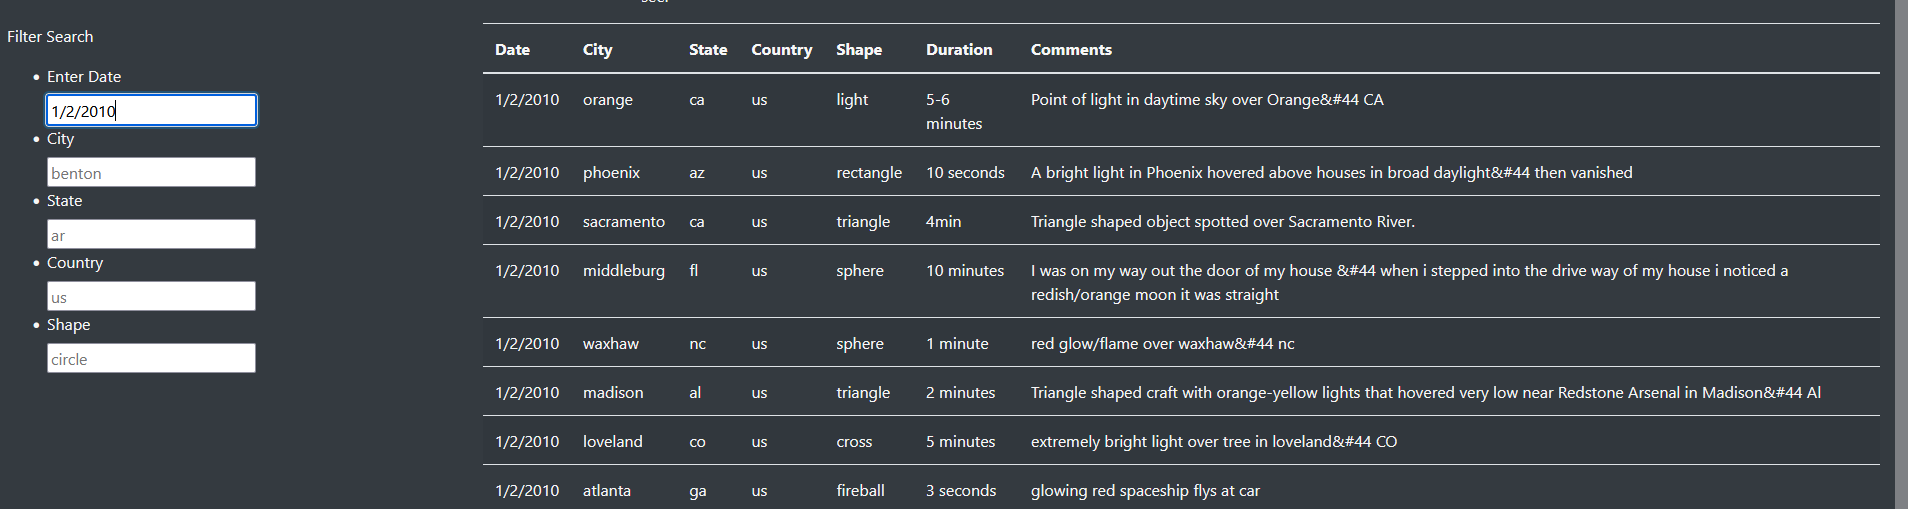 Filter Search
Enter Date
1/2/2010
City
benton
State
ar
Country
us
Shape
circle
Date City State Country Shape Duration Comments
1/2/2010 orange ca us light 5-6 minutes Point of light in daytime sky over Orange&#44 CA
1/2/2010 phoenix az us rectangle 10 seconds A bright light in Phoenix hovered above houses in broad daylight&#44 then vanished
1/2/2010 sacramento ca us triangle 4min Triangle shaped object spotted over Sacramento River.
1/2/2010 middleburg fl us sphere 10 minutes I was on my way out the door of my house &#44 when i stepped into the drive way of my house i noticed a
redish/orange moon it was straight
1/2/2010 waxhaw nc us sphere 1 minute red glow/flame over waxhaw&#44 nc
1/2/2010 madison al us triangle 2 minutes Triangle shaped craft with orange-yellow lights that hovered very low near Redstone Arsenal in Madison&#44 Al
1/2/2010 loveland co us cross 5 minutes extremely bright light over tree in loveland&#44 CO
1/2/2010 atlanta ga us fireball 3 seconds glowing red spaceship flys at car